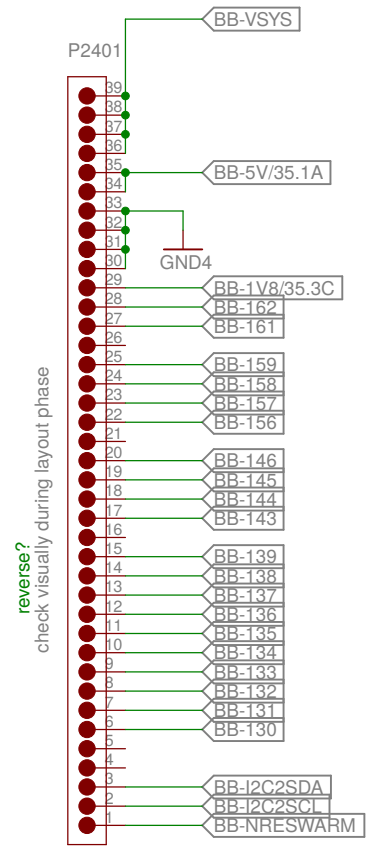 BB-VSYS
P2401
39
38
37
36
35 BB-5V/35.1A
34
33
32
31
GND4
30
29 BB-1V8/35.3C
28 BB-162
27 BB-161
26
25 BB-159
24 BB-158
23 BB-157
22 BB-156
21
20 BB-146
19 BB-145
18 BB-144
17 BB-143
16
15 BB-139
14 BB-138
13 BB-137
12 BB-136
11 BB-135
10 BB-134
9 BB-133
8 BB-132
7 BB-131
6 BB-130
5
4
3 BB-I2C2SDA
2 BB-I2C2SCL
1 BB-NRESWARM
reverse?
check visually during layout phase